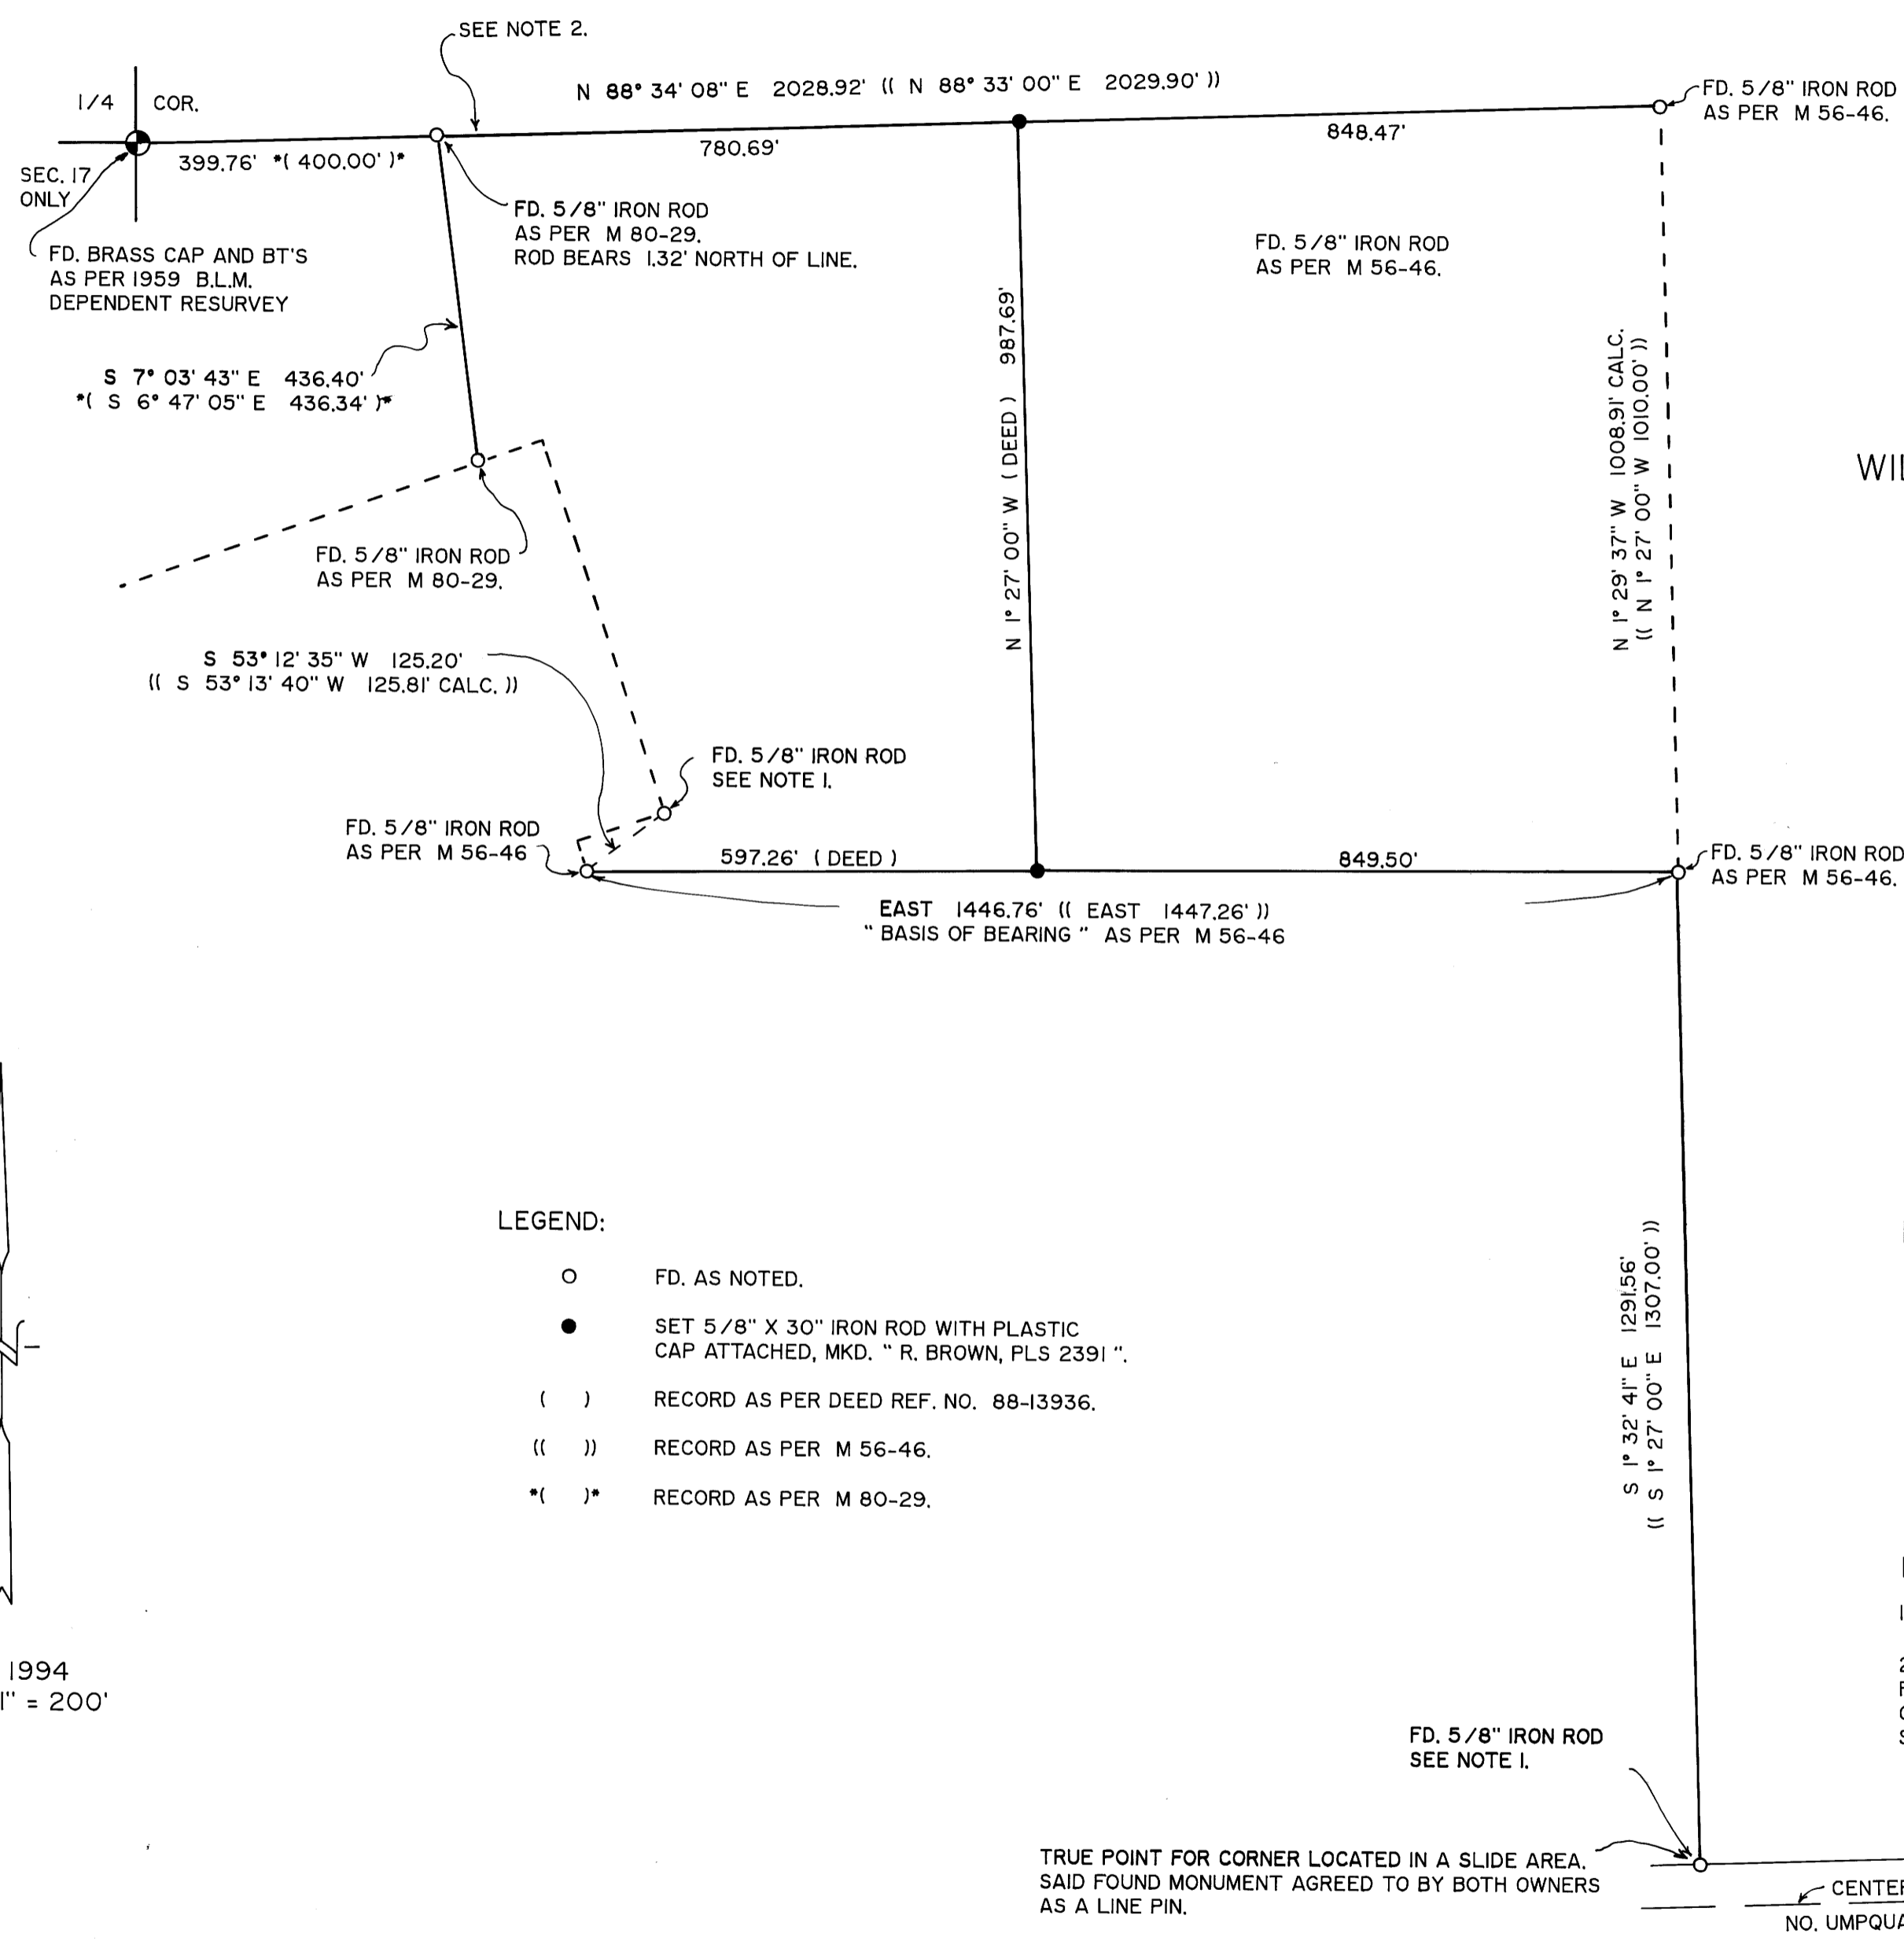 SEE NOTE 2.
N 88° 34' 08" E 2028.92' (( N 88° 33' 00" E 2029.90' ))
FD. 5/8" IRON ROD
AS PER M 56-46.
1/4 COR.
399.76' *( 400.00' )*
780.69'
848.47'
SEC. 17
ONLY
FD. BRASS CAP AND BT'S
AS PER 1959 B.L.M.
DEPENDENT RESURVEY
FD. 5/8" IRON ROD
AS PER M 80-29.
ROD BEARS 1.32' NORTH OF LINE.
FD. 5/8" IRON ROD
AS PER M 56-46.
S 7° 03' 43" E 436.40'
*( S 6° 47' 05" E 436.34' )*
N 1° 27' 00" W ( DEED ) 987.69'
N 1° 29' 37" W 1008.91' CALC.
(( N 1° 27' 00" W 1010.00' ))
WIL
FD. 5/8" IRON ROD
AS PER M 80-29.
S 53° 12' 35" W 125.20'
(( S 53° 13' 40" W 125.81' CALC. ))
FD. 5/8" IRON ROD
SEE NOTE 1.
FD. 5/8" IRON ROD
AS PER M 56-46
597.26' ( DEED )
849.50'
FD. 5/8" IRON ROD
AS PER M 56-46.
EAST 1446.76' (( EAST 1447.26' ))
" BASIS OF BEARING " AS PER M 56-46
LEGEND:
FD. AS NOTED.
SET 5/8" X 30" IRON ROD WITH PLASTIC
CAP ATTACHED, MKD. " R. BROWN, PLS 2391 ".
( ) RECORD AS PER DEED REF. NO. 88-13936.
(( )) RECORD AS PER M 56-46.
*( )* RECORD AS PER M 80-29.
S 1° 32' 41" E 1291.56'
(( S 1° 27' 00" E 1307.00' ))
1994
1" = 200'
FD. 5/8" IRON ROD
SEE NOTE 1.
TRUE POINT FOR CORNER LOCATED IN A SLIDE AREA.
SAID FOUND MONUMENT AGREED TO BY BOTH OWNERS
AS A LINE PIN.
CENTER
NO. UMPQUA